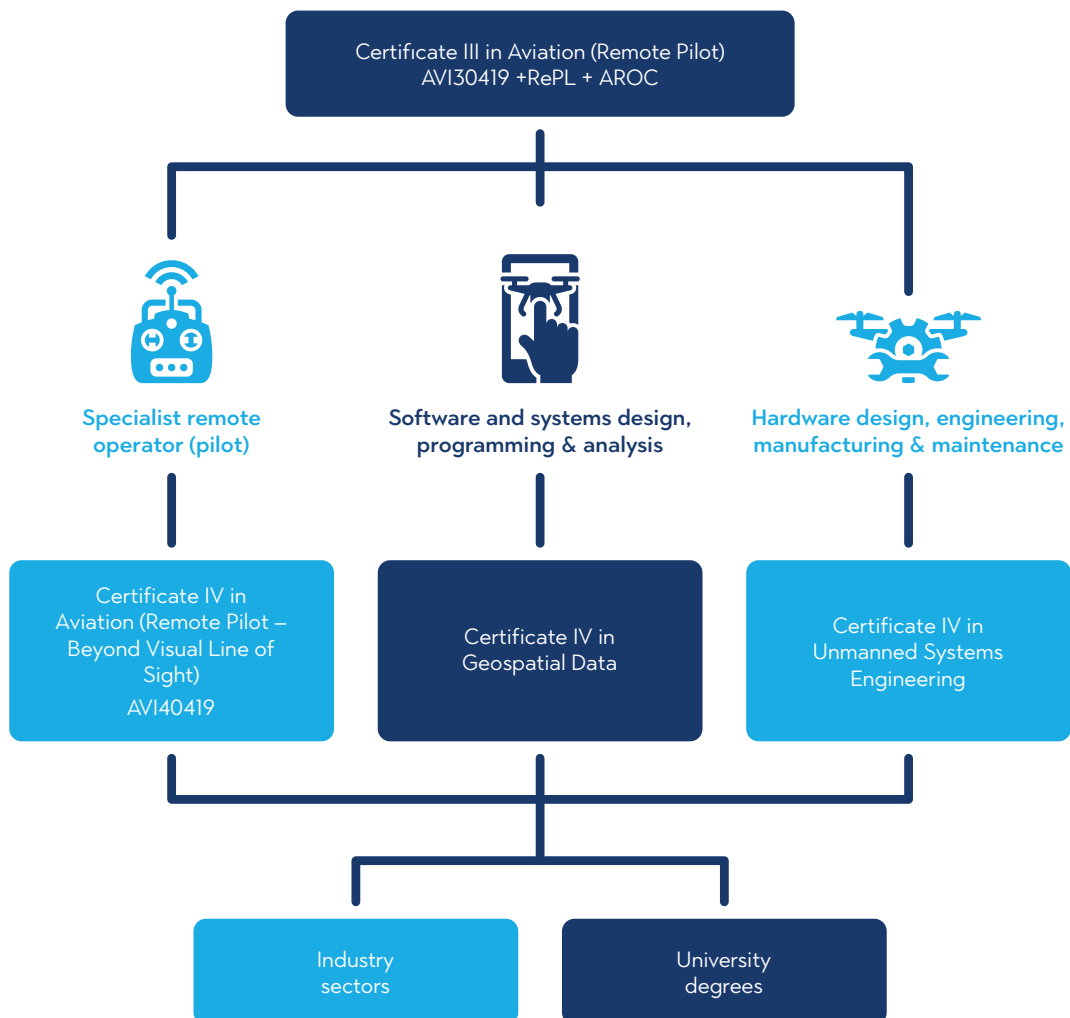 Certificate III in Aviation (Remote Pilot)
AVI30419 +RePL + AROC
Specialist remote
operator (pilot)
Software and systems design,
programming & analysis
Hardware design, engineering,
manufacturing & maintenance
Certificate IV in
Aviation (Remote Pilot –
Beyond Visual Line of
Sight)
AVI40419
Certificate IV in
Geospatial Data
Certificate IV in
Unmanned Systems
Engineering
Industry
sectors
University
degrees